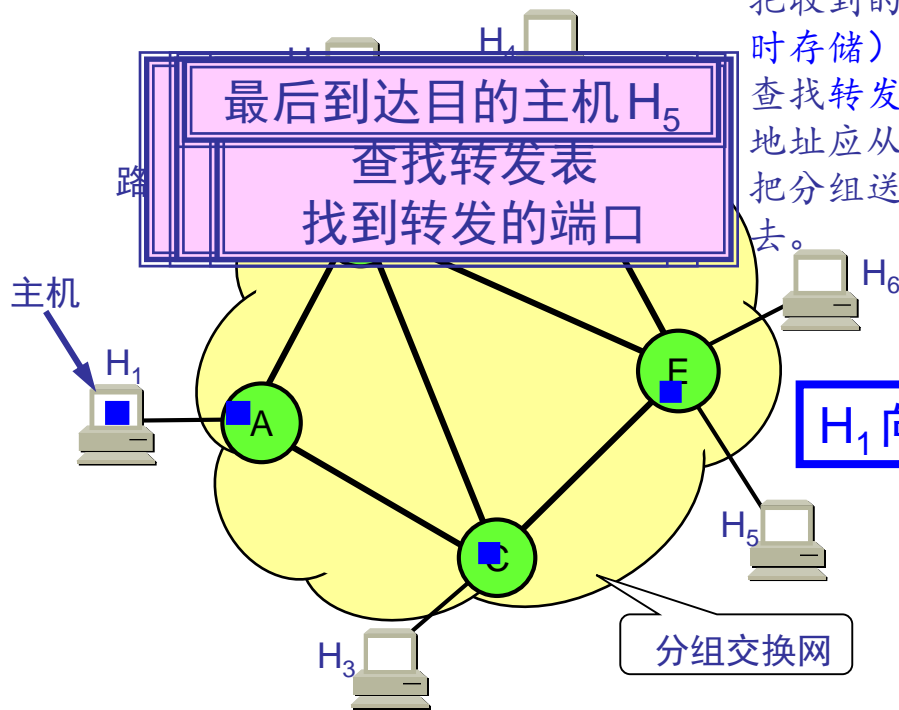 把收到的
H₄
时存储)
最后到达目的主机H₅
查找转发
查找转发表
地址应从
路
找到转发的端口
把分组送
去。
主机
H₆
H₁
E
A
H₁向
H₅
C
分组交换网
H₃